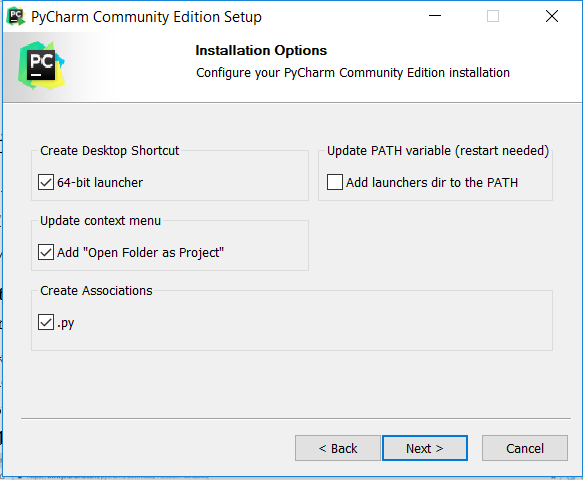 PyCharm Community Edition Setup
PC
Installation Options
Configure your PyCharm Community Edition installation
Create Desktop Shortcut
64-bit launcher
Update PATH variable (restart needed)
Add launchers dir to the PATH
Update context menu
Add "Open Folder as Project"
Create Associations
.py
< Back
Next >
Cancel